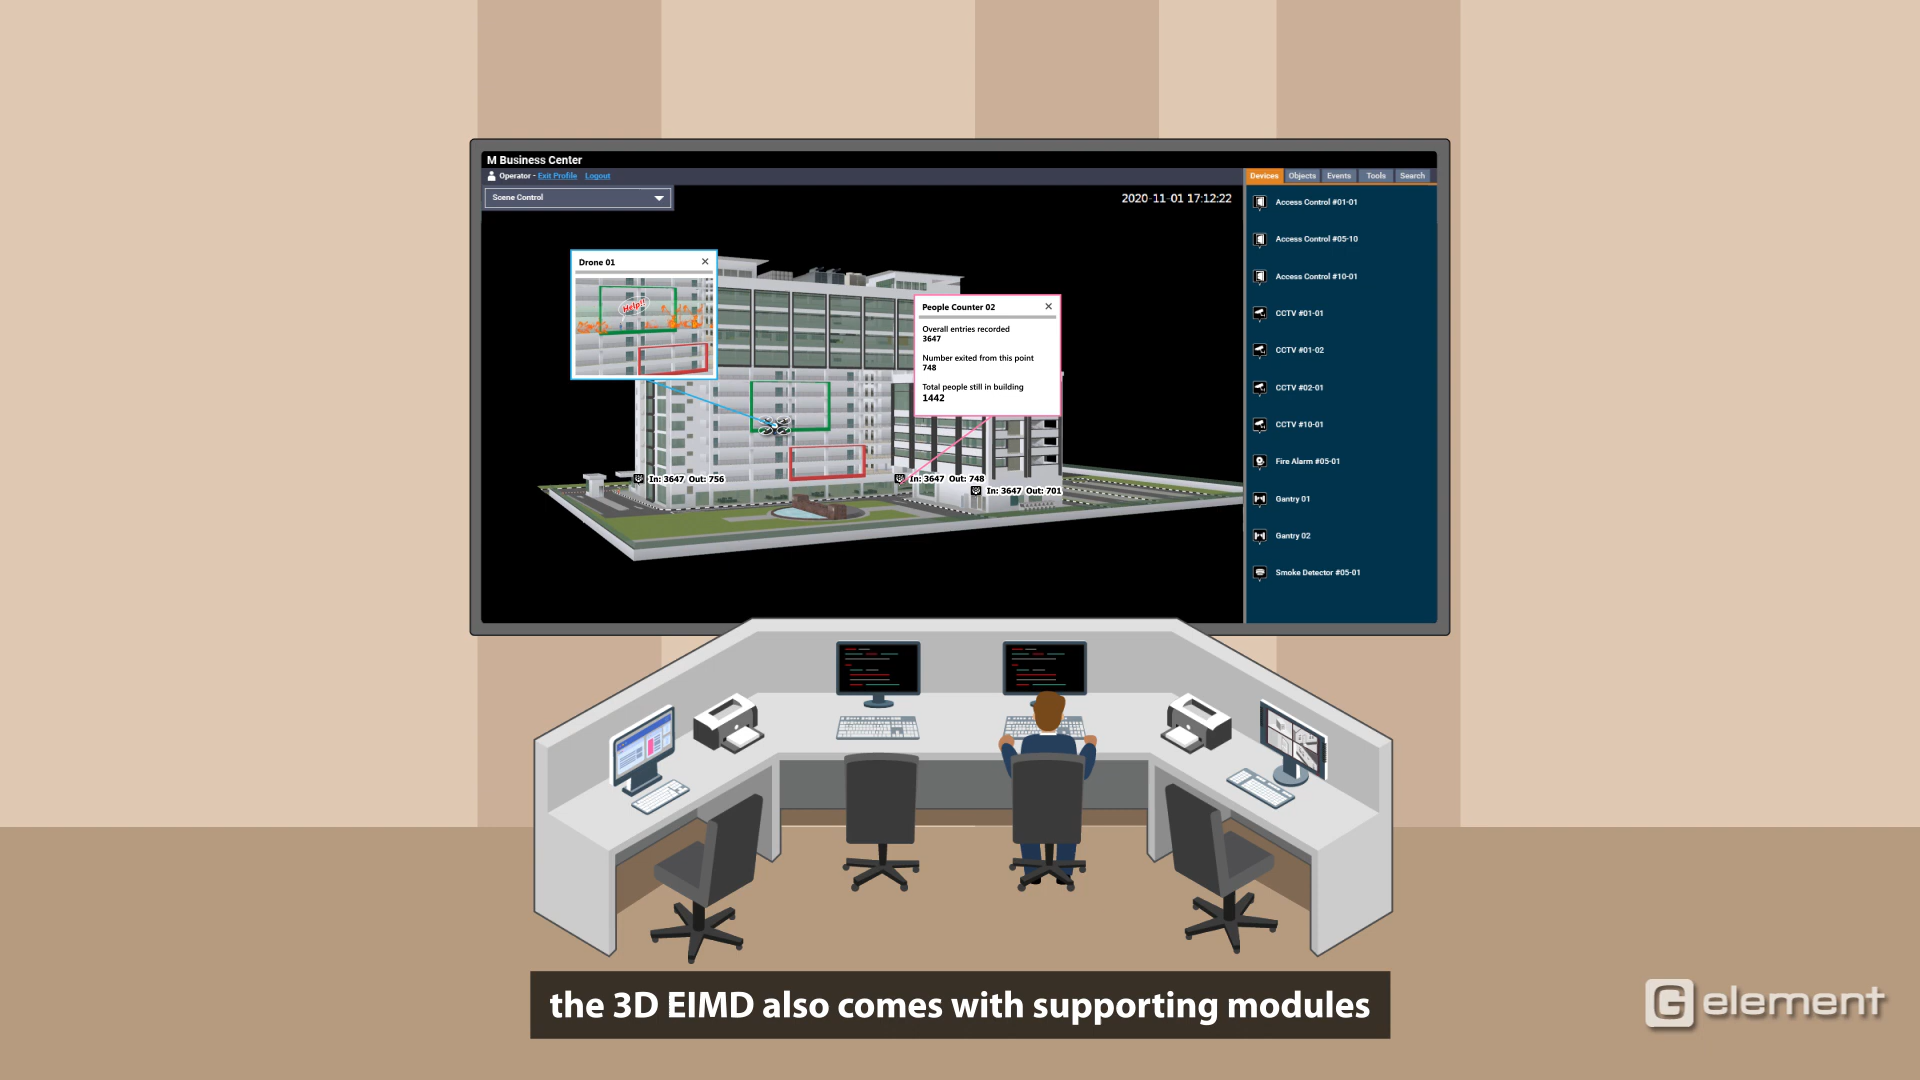 M Business Center
Operator - Exit Profile Logout
Scene Control
2020-11-01 17:12:22
Devices Objects Events Tools Search
Access Control #01-01
Access Control #05-10
Access Control #10-01
CCTV #01-01
CCTV #01-02
CCTV #02-01
CCTV #10-01
Fire Alarm #05-01
Gantry 01
Gantry 02
Smoke Detector #05-01
Drone 01
Help!!
People Counter 02
Overall entries recorded
3647
Number exited from this point
748
Total people still in building
1442
In: 3647 Out: 756
In: 3647 Out: 748
In: 3647 Out: 701
the 3D EIMD also comes with supporting modules
G element